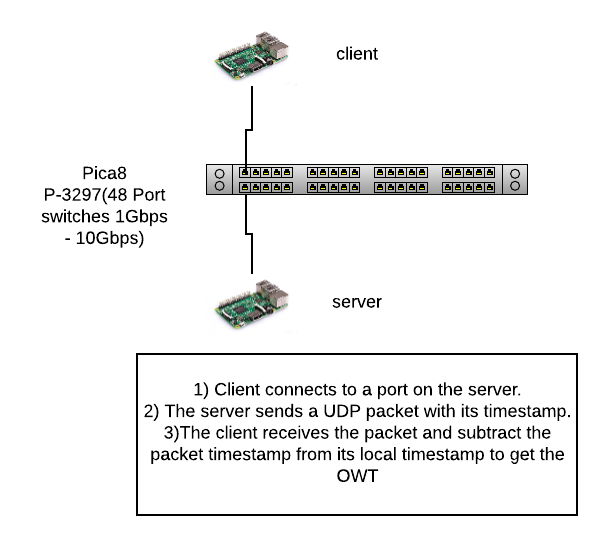 client
Pica8
P-3297(48 Port
switches 1Gbps
- 10Gbps)
server
1) Client connects to a port on the server.
2) The server sends a UDP packet with its timestamp.
3)The client receives the packet and subtract the
packet timestamp from its local timestamp to get the
OWT